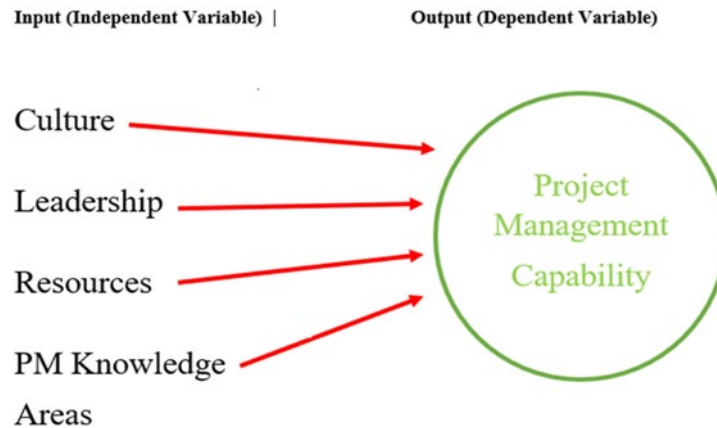 Input (Independent Variable) |
Output (Dependent Variable)
Culture
Leadership
Resources
PM Knowledge
Areas
Project
Management
Capability